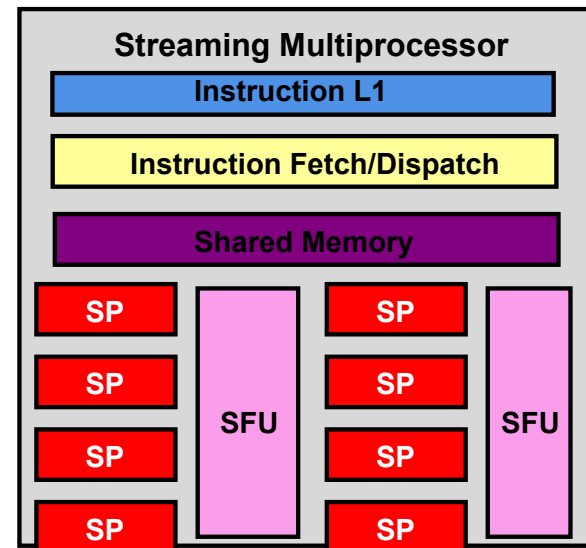 Streaming Multiprocessor
Instruction L1
Instruction Fetch/Dispatch
Shared Memory
SP
SP
SP
SP
SFU
SFU
SP
SP
SP
SP